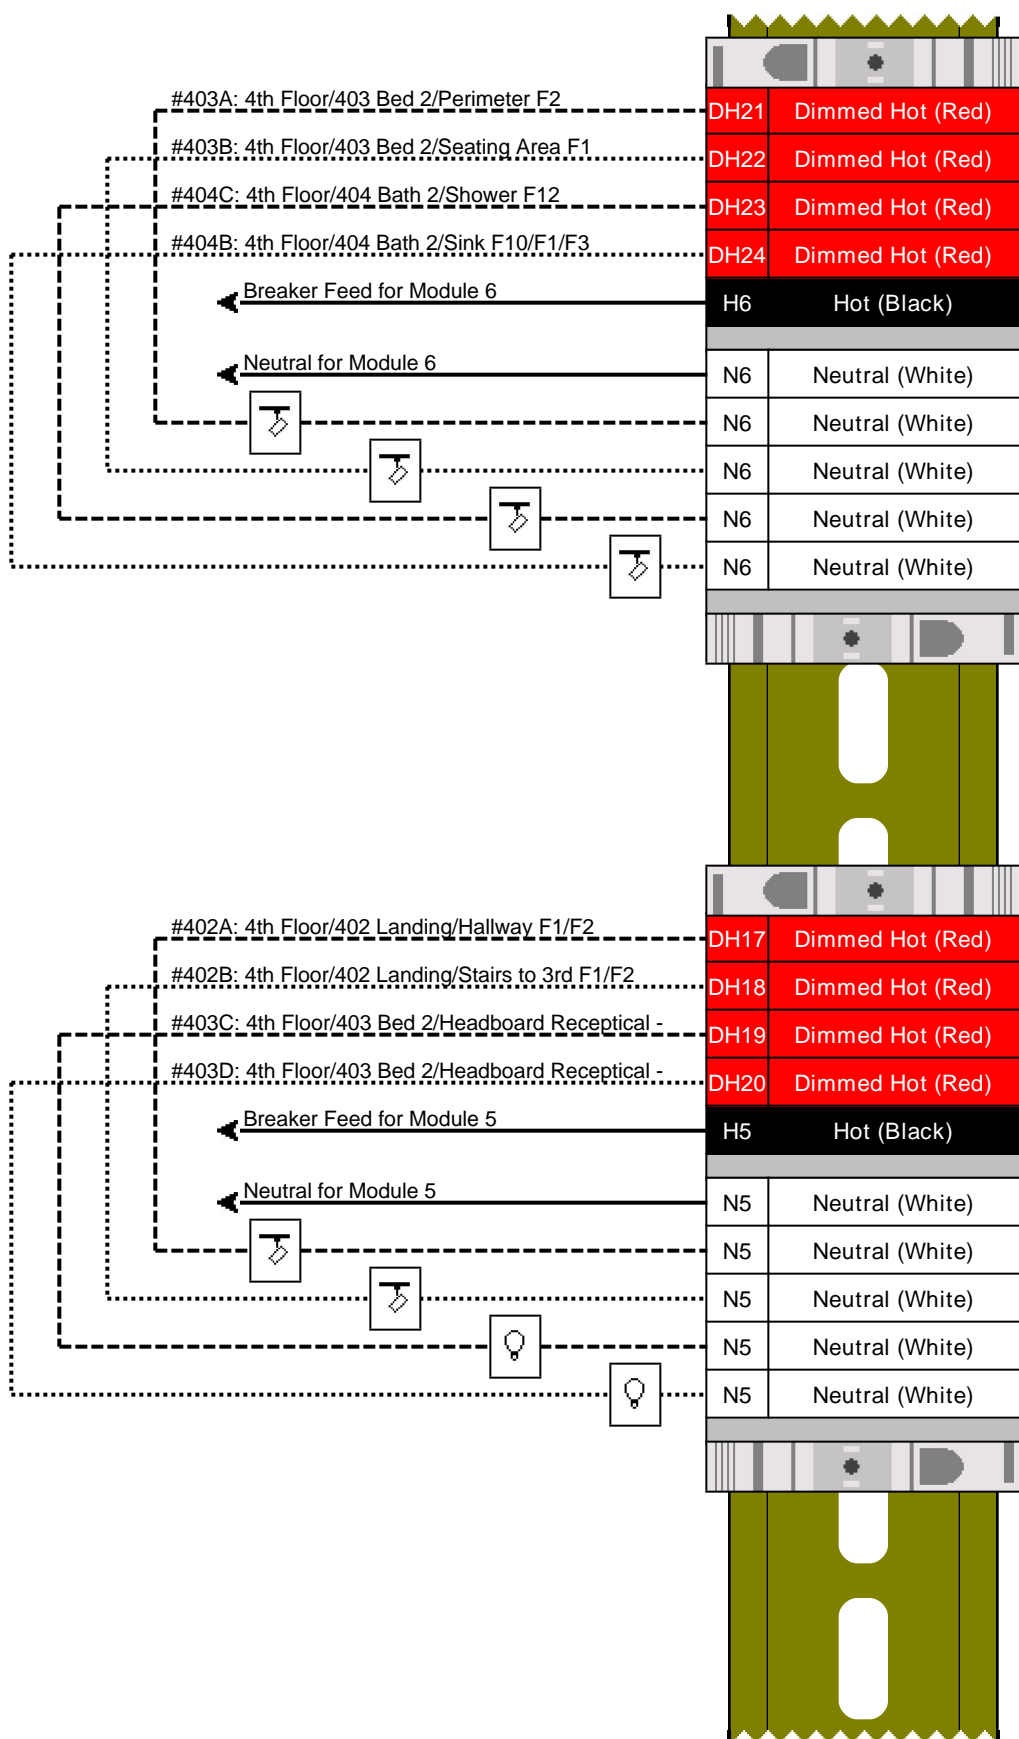 #403A: 4th Floor/403 Bed 2/Perimeter F2 DH21 Dimmed Hot (Red)
#403B: 4th Floor/403 Bed 2/Seating Area F1 DH22 Dimmed Hot (Red)
#404C: 4th Floor/404 Bath 2/Shower F12 DH23 Dimmed Hot (Red)
#404B: 4th Floor/404 Bath 2/Sink F10/F1/F3 DH24 Dimmed Hot (Red)
Breaker Feed for Module 6 H6 Hot (Black)
Neutral for Module 6 N6 Neutral (White)
N6 Neutral (White)
N6 Neutral (White)
N6 Neutral (White)
N6 Neutral (White)
#402A: 4th Floor/402 Landing/Hallway F1/F2 DH17 Dimmed Hot (Red)
#402B: 4th Floor/402 Landing/Stairs to 3rd F1/F2 DH18 Dimmed Hot (Red)
#403C: 4th Floor/403 Bed 2/Headboard Receptical - DH19 Dimmed Hot (Red)
#403D: 4th Floor/403 Bed 2/Headboard Receptical - DH20 Dimmed Hot (Red)
Breaker Feed for Module 5 H5 Hot (Black)
Neutral for Module 5 N5 Neutral (White)
N5 Neutral (White)
N5 Neutral (White)
N5 Neutral (White)
N5 Neutral (White)